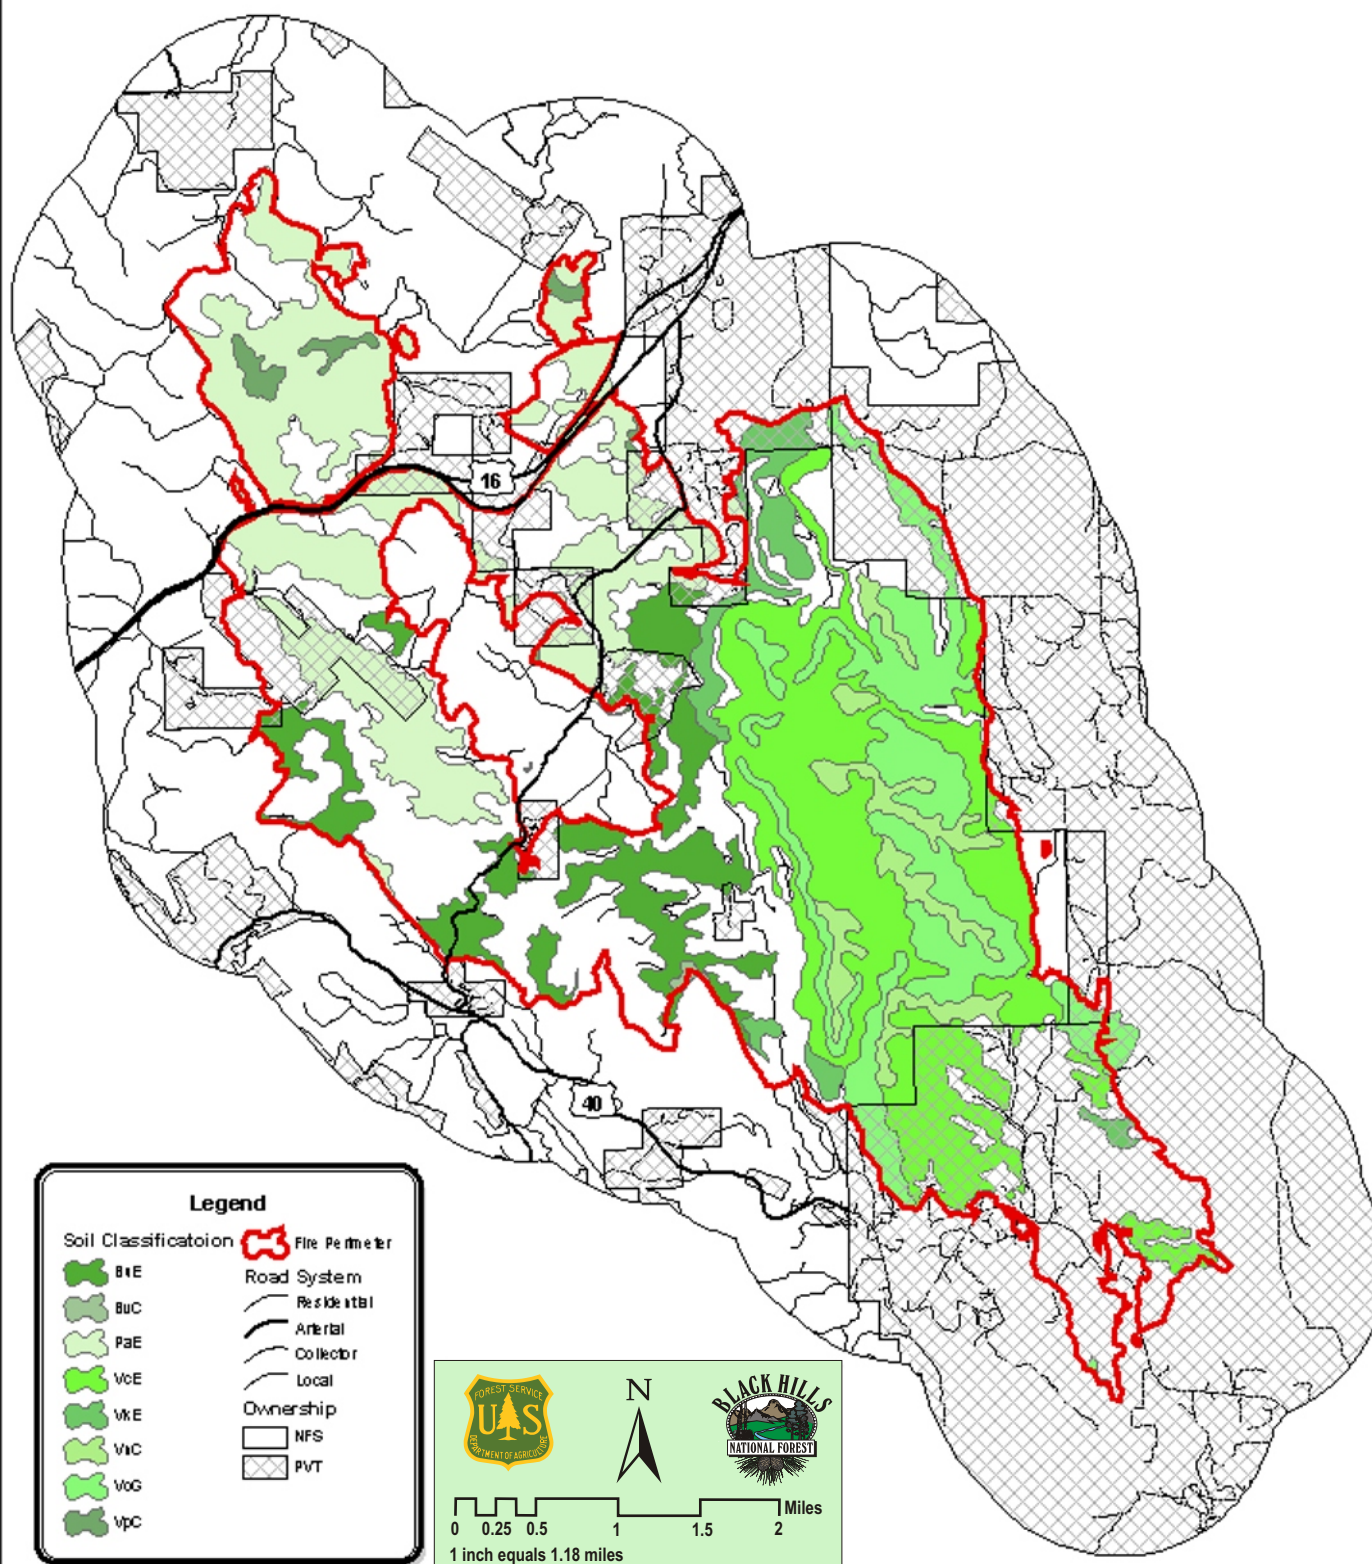 16
40
Legend
Soil Classificatoion
BnE
BuC
PaE
VcE
VkE
VnC
VoG
VpC
Fire Perimeter
Road System
Residential
Arterial
Collector
Local
Ownership
NFS
PVT
FOREST SERVICE
U S
DEPARTMENT OF AGRICULTURE
N
BLACK HILLS
NATIONAL FOREST
Miles
0 0.25 0.5 1 1.5 2
1 inch equals 1.18 miles